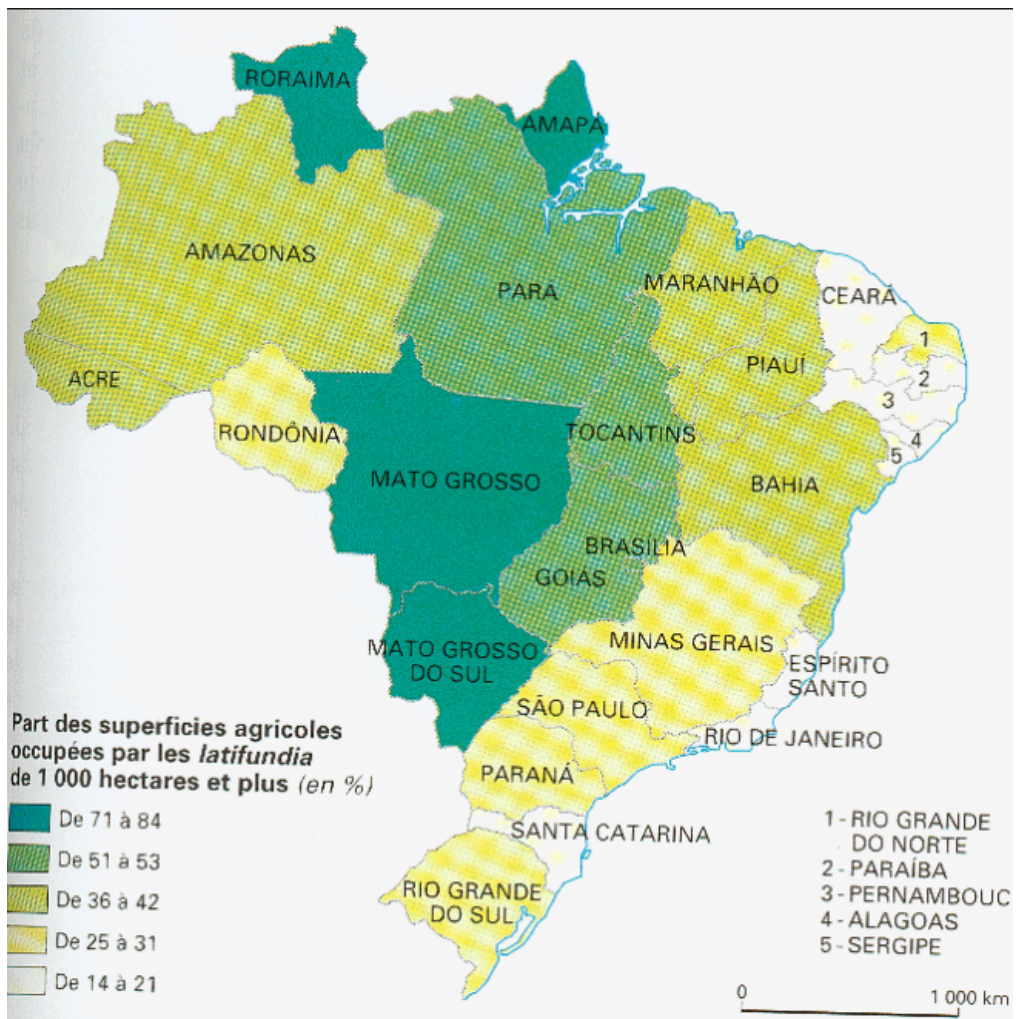 RORAIMA
AMAPÁ
AMAZONAS
PARA
MARANHÃO
CEARÁ
1
PIAUÍ
2
ACRE
3
RONDÔNIA
TOCANTINS
4
5
MATO GROSSO
BAHIA
BRASILIA
GOIAS
MATO GROSSO
DO SUL
MINAS GERAIS
ESPÍRITO
SANTO
SÃO PAULO
RIO DE JANEIRO
PARANÁ
SANTA CATARINA
RIO GRANDE
DO SUL
Part des superficies agricoles
occupées par les latifundia
de 1 000 hectares et plus (en %)
De 71 à 84
De 51 à 53
De 36 à 42
De 25 à 31
De 14 à 21
1 - RIO GRANDE
DO NORTE
2 - PARAÍBA
3 - PERNAMBOUC
4 - ALAGOAS
5 - SERGIPE
0 1 000 km